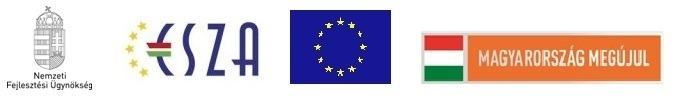 Nemzeti
Fejlesztési Ügynökség
ESZA
MAGYARORSZÁG MEGÚJUL